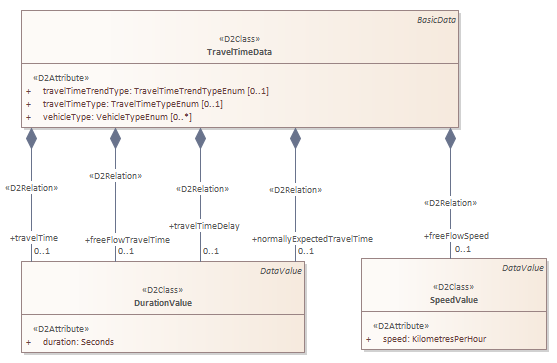 BasicData
«D2Class»
TravelTimeData
«D2Attribute»
+ travelTimeTrendType: TravelTimeTrendTypeEnum [0..1]
+ travelTimeType: TravelTimeTypeEnum [0..1]
+ vehicleType: VehicleTypeEnum [0..*]
«D2Relation»
«D2Relation»
«D2Relation»
«D2Relation»
«D2Relation»
+travelTime
0..1
+freeFlowTravelTime
0..1
+travelTimeDelay
0..1
+normallyExpectedTravelTime
0..1
+freeFlowSpeed
0..1
DataValue
«D2Class»
DurationValue
«D2Attribute»
+ duration: Seconds
DataValue
«D2Class»
SpeedValue
«D2Attribute»
+ speed: KilometresPerHour